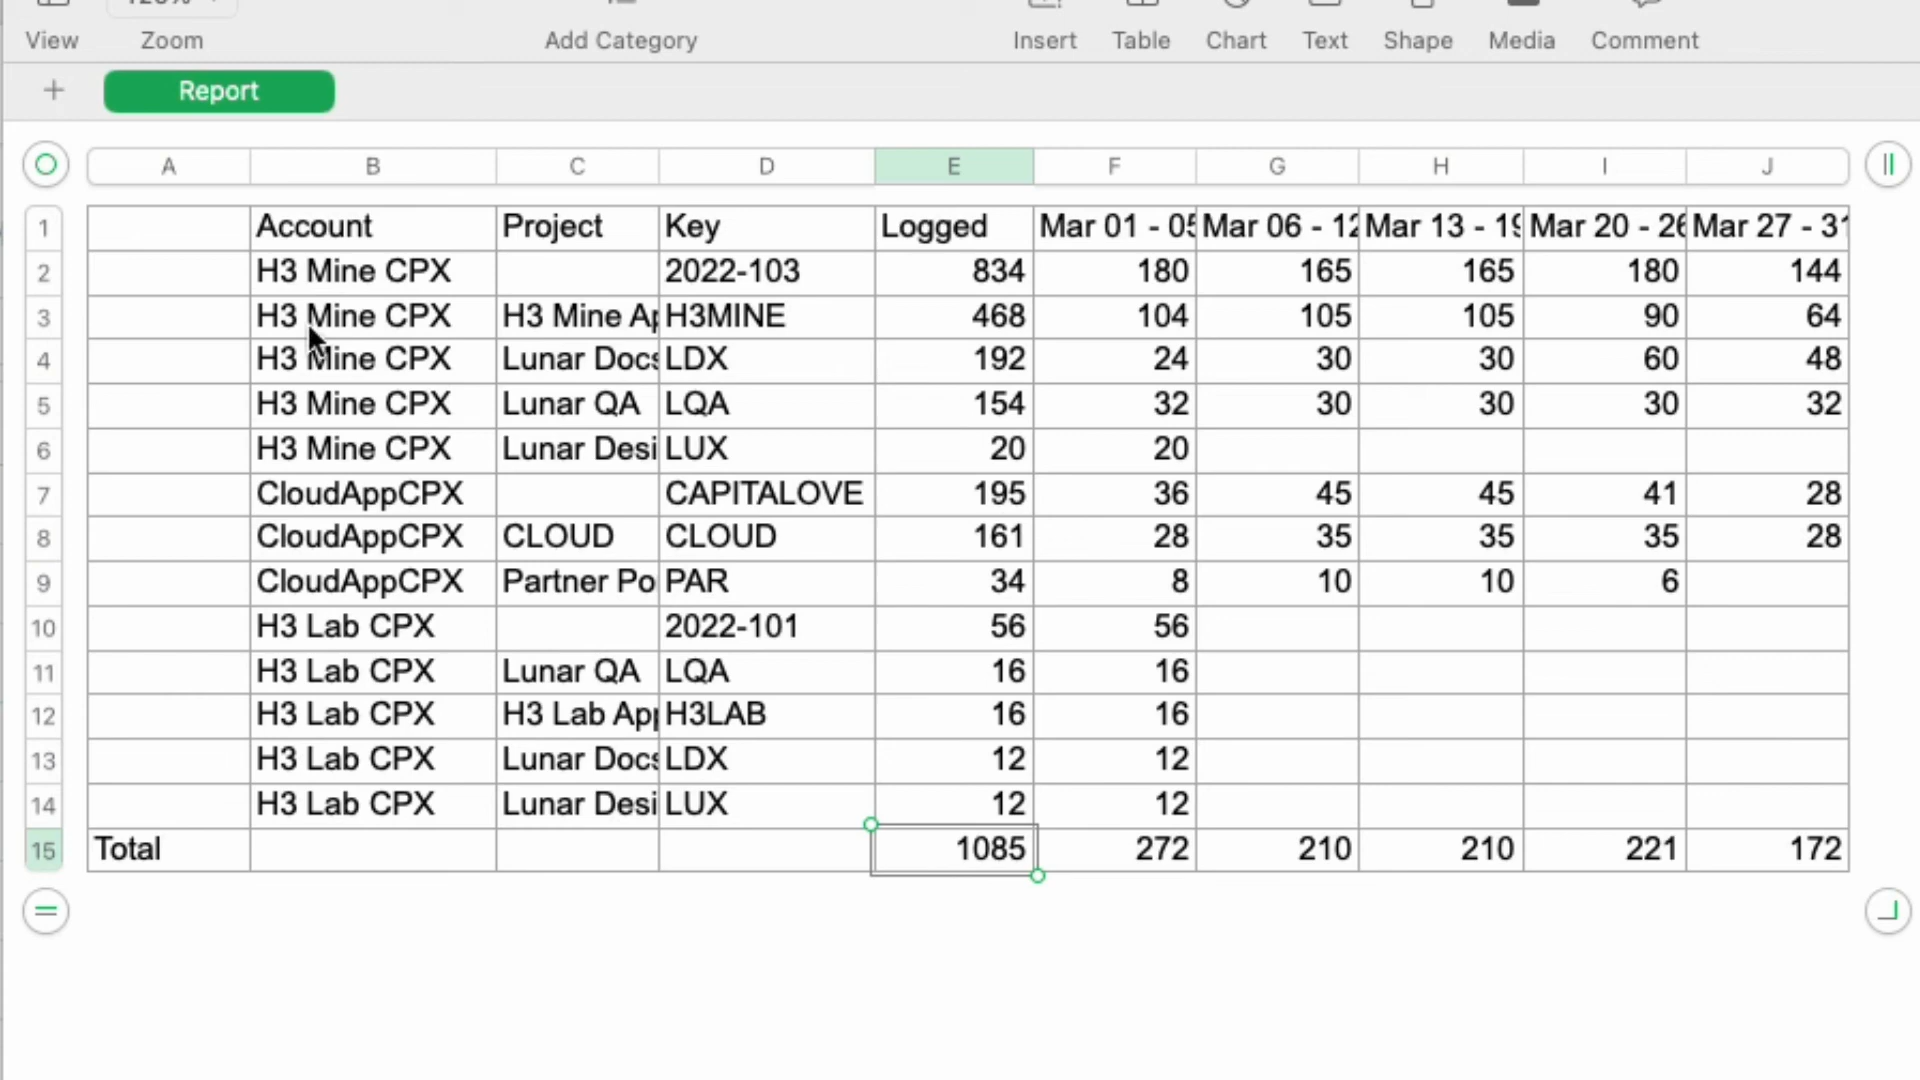 View Zoom Add Category Insert Table Chart Text Shape Media Comment
+ Report
A B C D E F G H I J
1 Account Project Key Logged Mar 01 - 05 Mar 06 - 12 Mar 13 - 19 Mar 20 - 26 Mar 27 - 31
2 H3 Mine CPX 2022-103 834 180 165 165 180 144
3 H3 Mine CPX H3 Mine Ap H3MINE 468 104 105 105 90 64
4 H3 Mine CPX Lunar Docs LDX 192 24 30 30 60 48
5 H3 Mine CPX Lunar QA LQA 154 32 30 30 30 32
6 H3 Mine CPX Lunar Desi LUX 20 20
7 CloudAppCPX CAPITALOVE 195 36 45 45 41 28
8 CloudAppCPX CLOUD CLOUD 161 28 35 35 35 28
9 CloudAppCPX Partner Po PAR 34 8 10 10 6
10 H3 Lab CPX 2022-101 56 56
11 H3 Lab CPX Lunar QA LQA 16 16
12 H3 Lab CPX H3 Lab App H3LAB 16 16
13 H3 Lab CPX Lunar Docs LDX 12 12
14 H3 Lab CPX Lunar Desi LUX 12 12
15 Total 1085 272 210 210 221 172